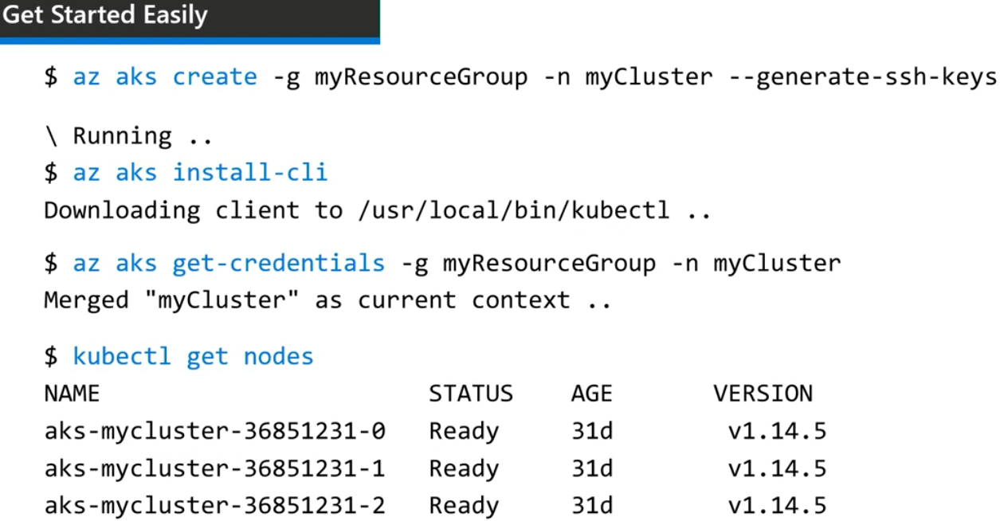 Get Started Easily
$ az aks create -g myResourceGroup -n myCluster --generate-ssh-keys
\ Running ..
$ az aks install-cli
Downloading client to /usr/local/bin/kubectl ..
$ az aks get-credentials -g myResourceGroup -n myCluster
Merged "myCluster" as current context ..
$ kubectl get nodes
NAME STATUS AGE VERSION
aks-mycluster-36851231-0 Ready 31d v1.14.5
aks-mycluster-36851231-1 Ready 31d v1.14.5
aks-mycluster-36851231-2 Ready 31d v1.14.5